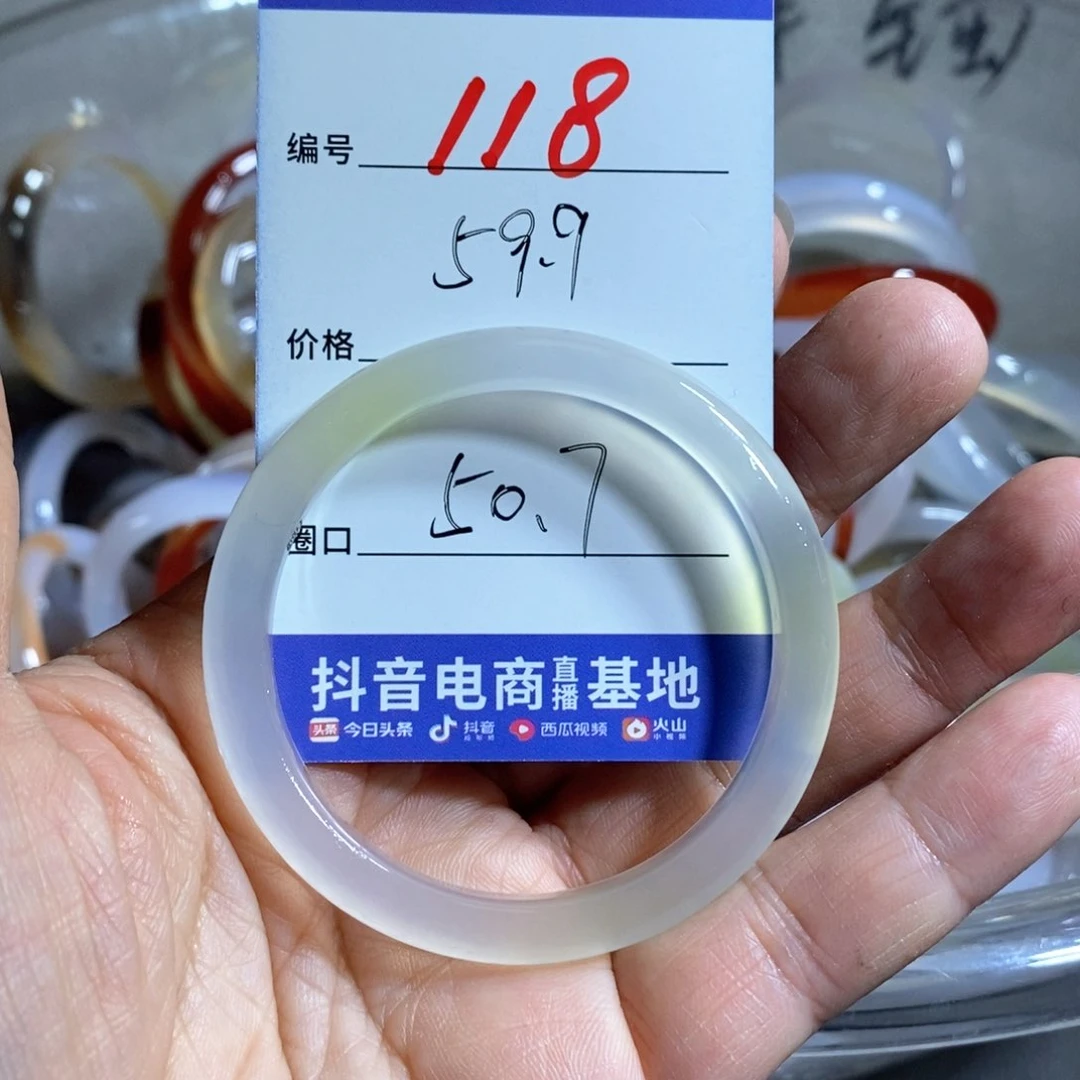 编号 118
59.9
价格
50.7
圈口
抖音电商直播基地
头条 今日头条 抖音 西瓜视频 火山